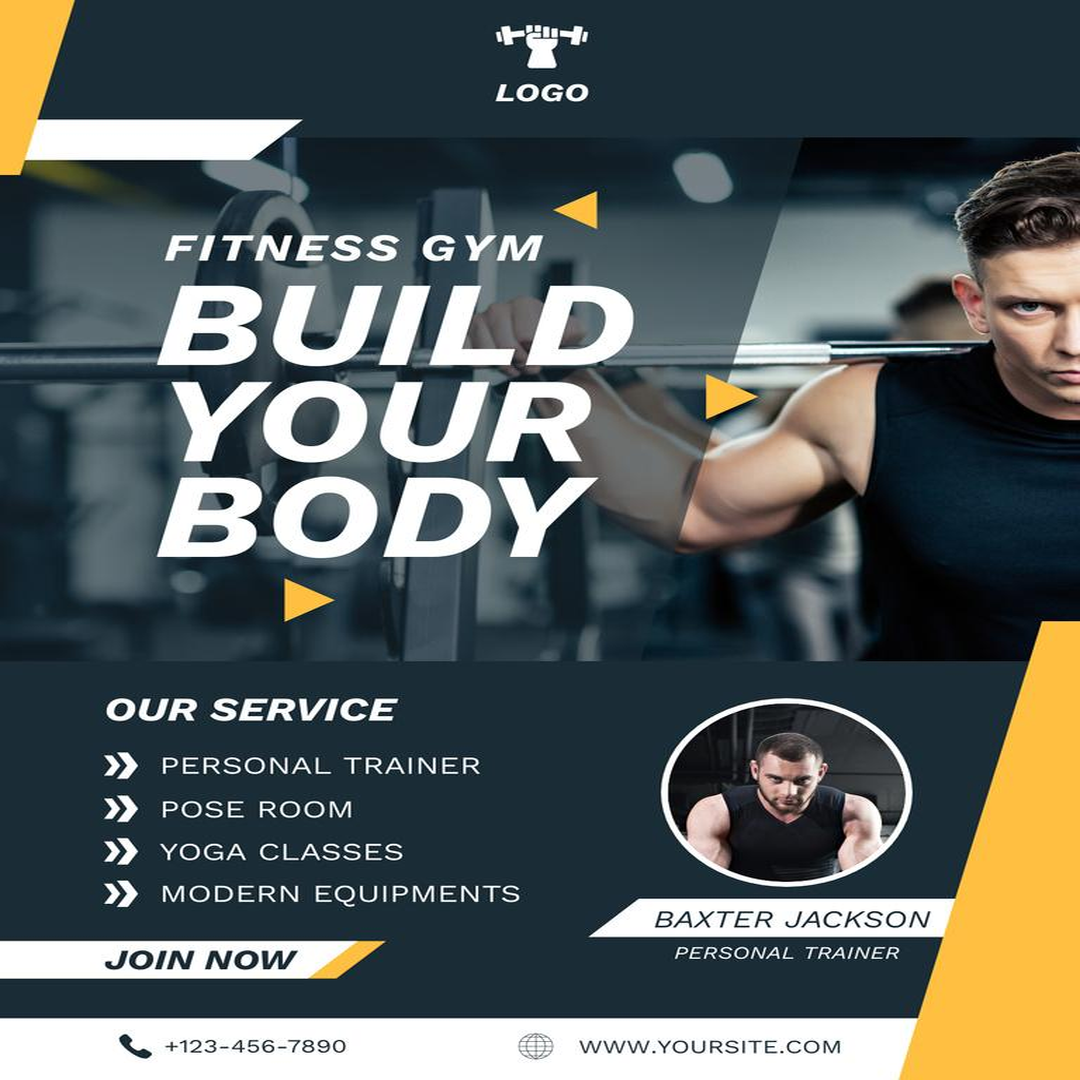 LOGO
FITNESS GYM
BUILD
YOUR
BODY
OUR SERVICE
PERSONAL TRAINER
POSE ROOM
YOGA CLASSES
MODERN EQUIPMENTS
JOIN NOW
BAXTER JACKSON
PERSONAL TRAINER
+123-456-7890
WWW.YOURSITE.COM